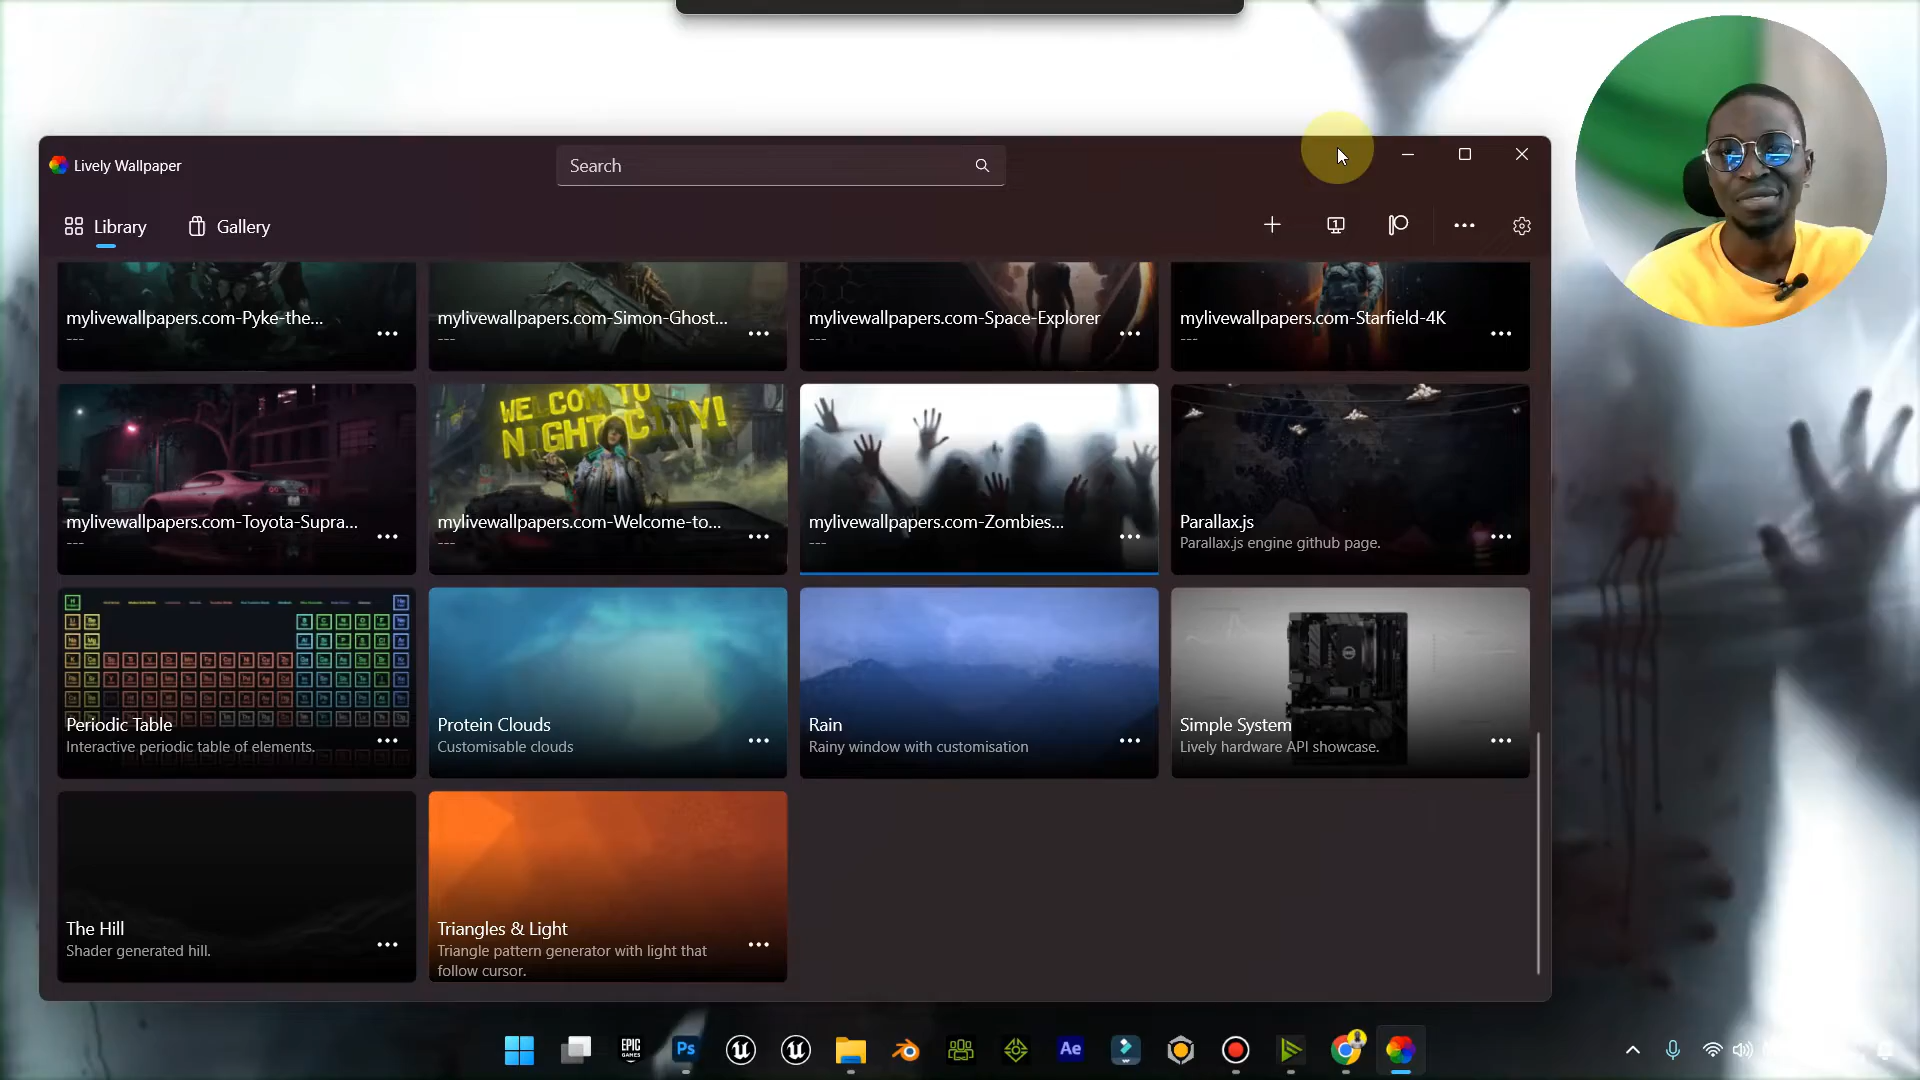 Lively Wallpaper
Search
Library
Gallery
1
mylivewallpapers.com-Pyke-the...
---
mylivewallpapers.com-Simon-Ghost...
---
mylivewallpapers.com-Space-Explorer
---
mylivewallpapers.com-Starfield-4K
---
WELCOME TO
NIGHT CITY!
mylivewallpapers.com-Toyota-Supra...
---
mylivewallpapers.com-Welcome-to...
---
mylivewallpapers.com-Zombies...
---
Parallax.js
Parallax.js engine github page.
Periodic Table
Interactive periodic table of elements.
Protein Clouds
Customisable clouds
Rain
Rainy window with customisation
Simple System
Lively hardware API showcase.
The Hill
Shader generated hill.
Triangles & Light
Triangle pattern generator with light that
follow cursor.
EPIC
GAMES
Ps
Ae